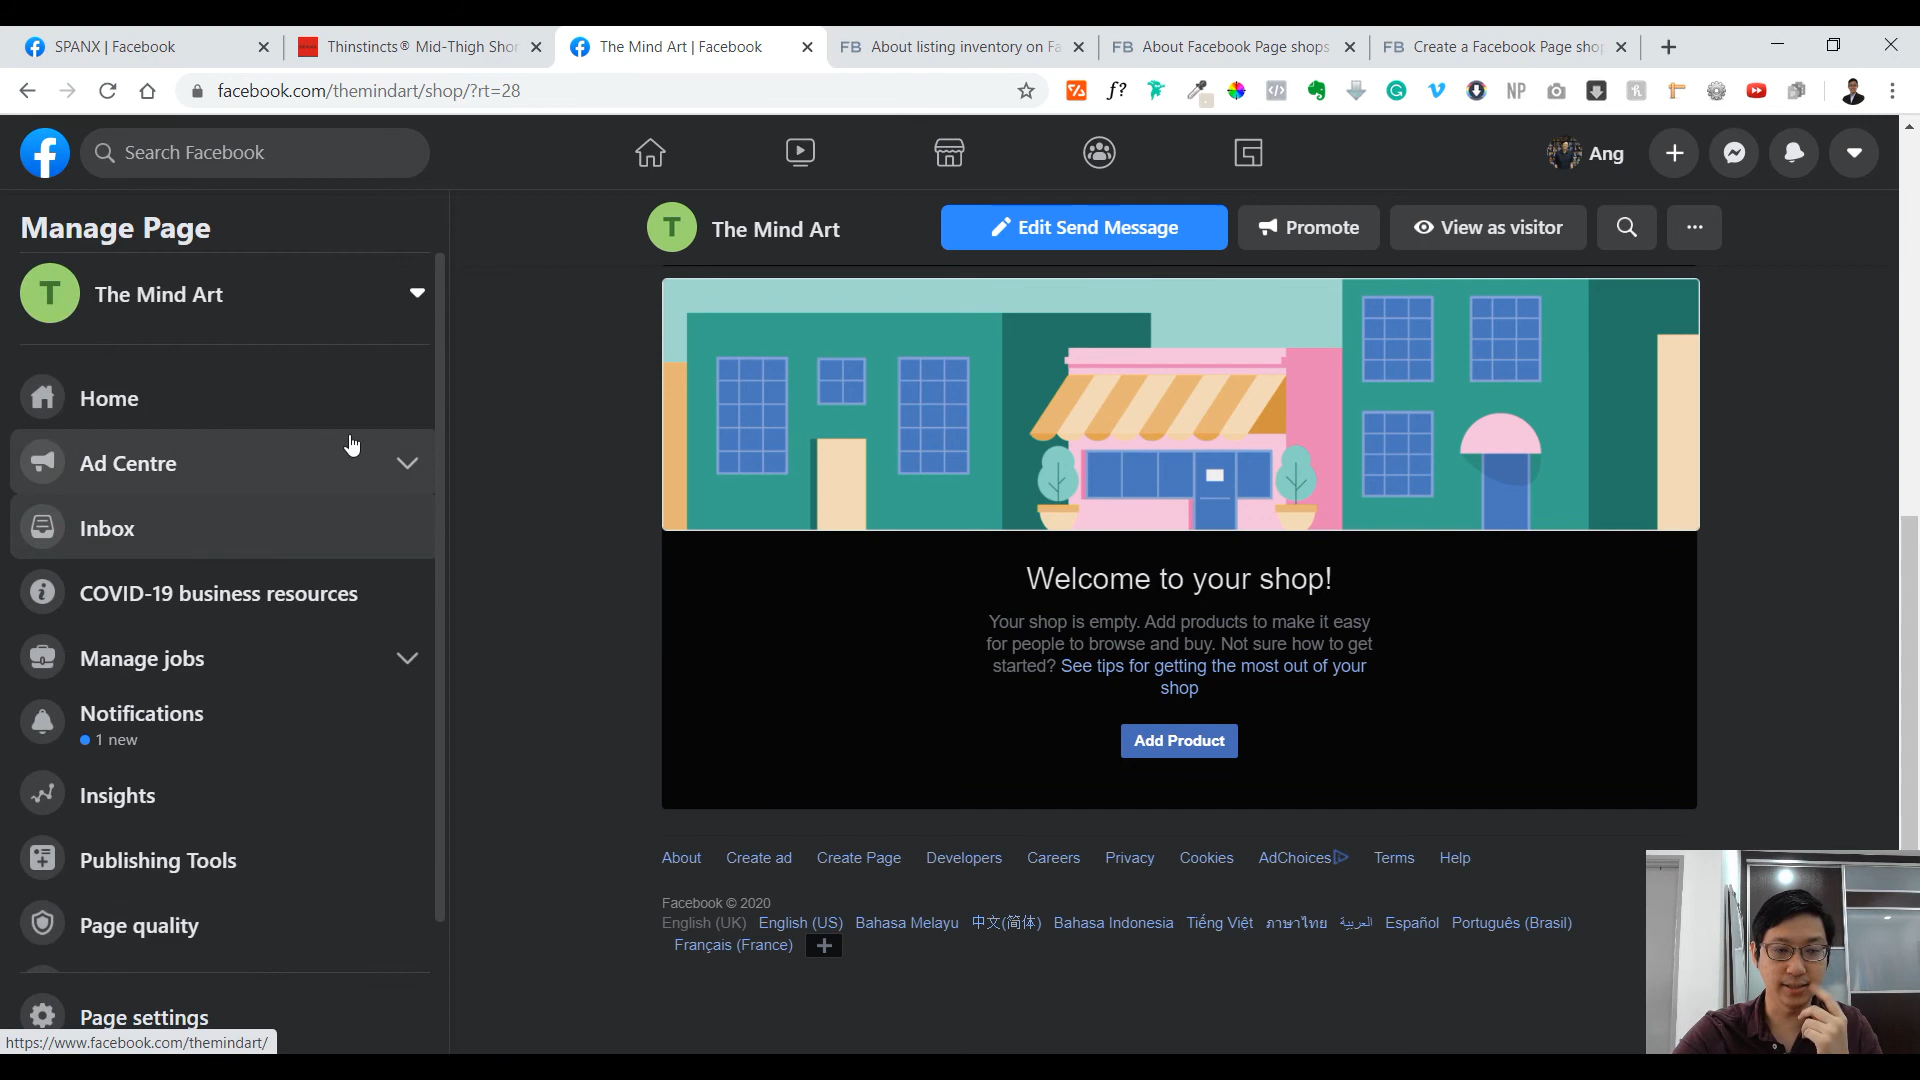 SPANX | Facebook
Thinstincts® Mid-Thigh Shor
The Mind Art | Facebook
FB About listing inventory on Fa
FB About Facebook Page shops
FB Create a Facebook Page shop
facebook.com/themindart/shop/?rt=28
f?
NP
Search Facebook
Ang
Manage Page
T The Mind Art
Edit Send Message
Promote
View as visitor
T The Mind Art
Home
Ad Centre
Inbox
COVID-19 business resources
Manage jobs
Notifications
1 new
Insights
Publishing Tools
Page quality
Page settings
Welcome to your shop!
Your shop is empty. Add products to make it easy
for people to browse and buy. Not sure how to get
started? See tips for getting the most out of your
shop
Add Product
About Create ad Create Page Developers Careers Privacy Cookies AdChoices Terms Help
Facebook © 2020
English (UK) English (US) Bahasa Melayu 中文(简体) Bahasa Indonesia Tiếng Việt ภาษาไทย العربية Español Português (Brasil)
Français (France)
https://www.facebook.com/themindart/